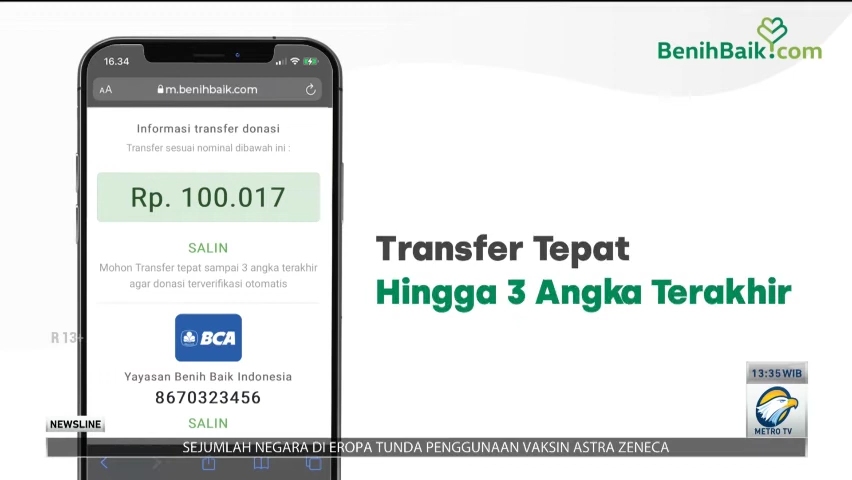 BenihBaik.com
16.34
AA
m.benihbaik.com
Informasi transfer donasi
Transfer sesuai nominal dibawah ini :
Rp. 100.017
SALIN
Mohon Transfer tepat sampai 3 angka terakhir
agar donasi terverifikasi otomatis
BCA
Yayasan Benih Baik Indonesia
8670323456
SALIN
Transfer Tepat
Hingga 3 Angka Terakhir
R 13+
13:35 WIB
METRO TV
NEWSLINE
SEJUMLAH NEGARA DI EROPA TUNDA PENGGUNAAN VAKSIN ASTRA ZENECA